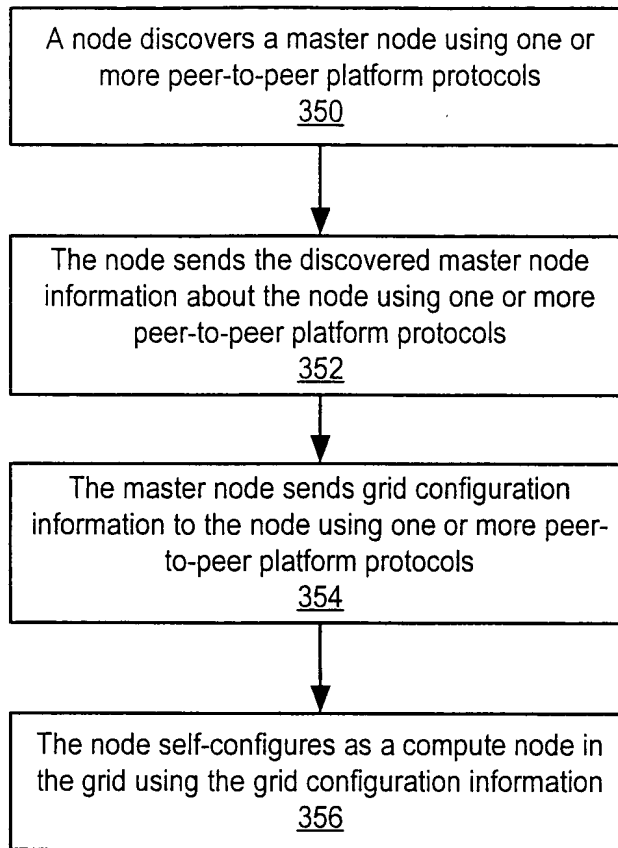 A node discovers a master node using one or
more peer-to-peer platform protocols
350
The node sends the discovered master node
information about the node using one or more
peer-to-peer platform protocols
352
The master node sends grid configuration
information to the node using one or more peer-
to-peer platform protocols
354
The node self-configures as a compute node in
the grid using the grid configuration information
356